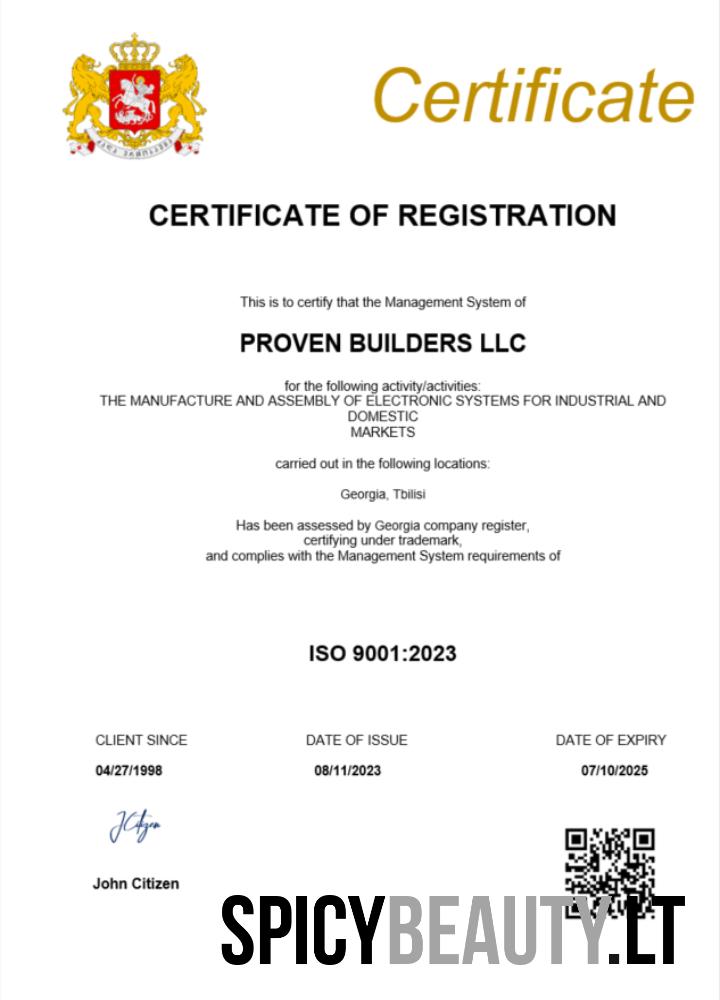 Certificate
CERTIFICATE OF REGISTRATION
This is to certify that the Management System of
PROVEN BUILDERS LLC
for the following activity/activities:
THE MANUFACTURE AND ASSEMBLY OF ELECTRONIC SYSTEMS FOR INDUSTRIAL AND
DOMESTIC
MARKETS
carried out in the following locations:
Georgia, Tbilisi
Has been assessed by Georgia company register,
certifying under trademark,
and complies with the Management System requirements of
ISO 9001:2023
CLIENT SINCE DATE OF ISSUE DATE OF EXPIRY
04/27/1998 08/11/2023 07/10/2025
JCitizen
John Citizen
SPICYBEAUTY.LT